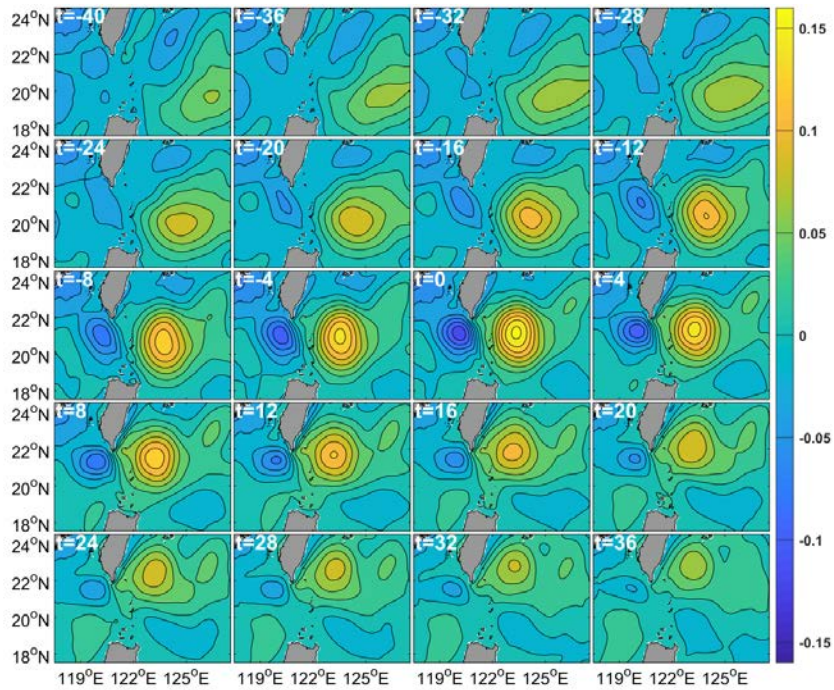 t=-40 t=-36 t=-32 t=-28
24°N
22°N
20°N
18°N
t=-24 t=-20 t=-16 t=-12
24°N
22°N
20°N
18°N
t=-8 t=-4 t=0 t=4
24°N
22°N
20°N
18°N
t=8 t=12 t=16 t=20
24°N
22°N
20°N
18°N
t=24 t=28 t=32 t=36
24°N
22°N
20°N
18°N
119°E 122°E 125°E 119°E 122°E 125°E 119°E 122°E 125°E 119°E 122°E 125°E
0.15
0.1
0.05
0
-0.05
-0.1
-0.15